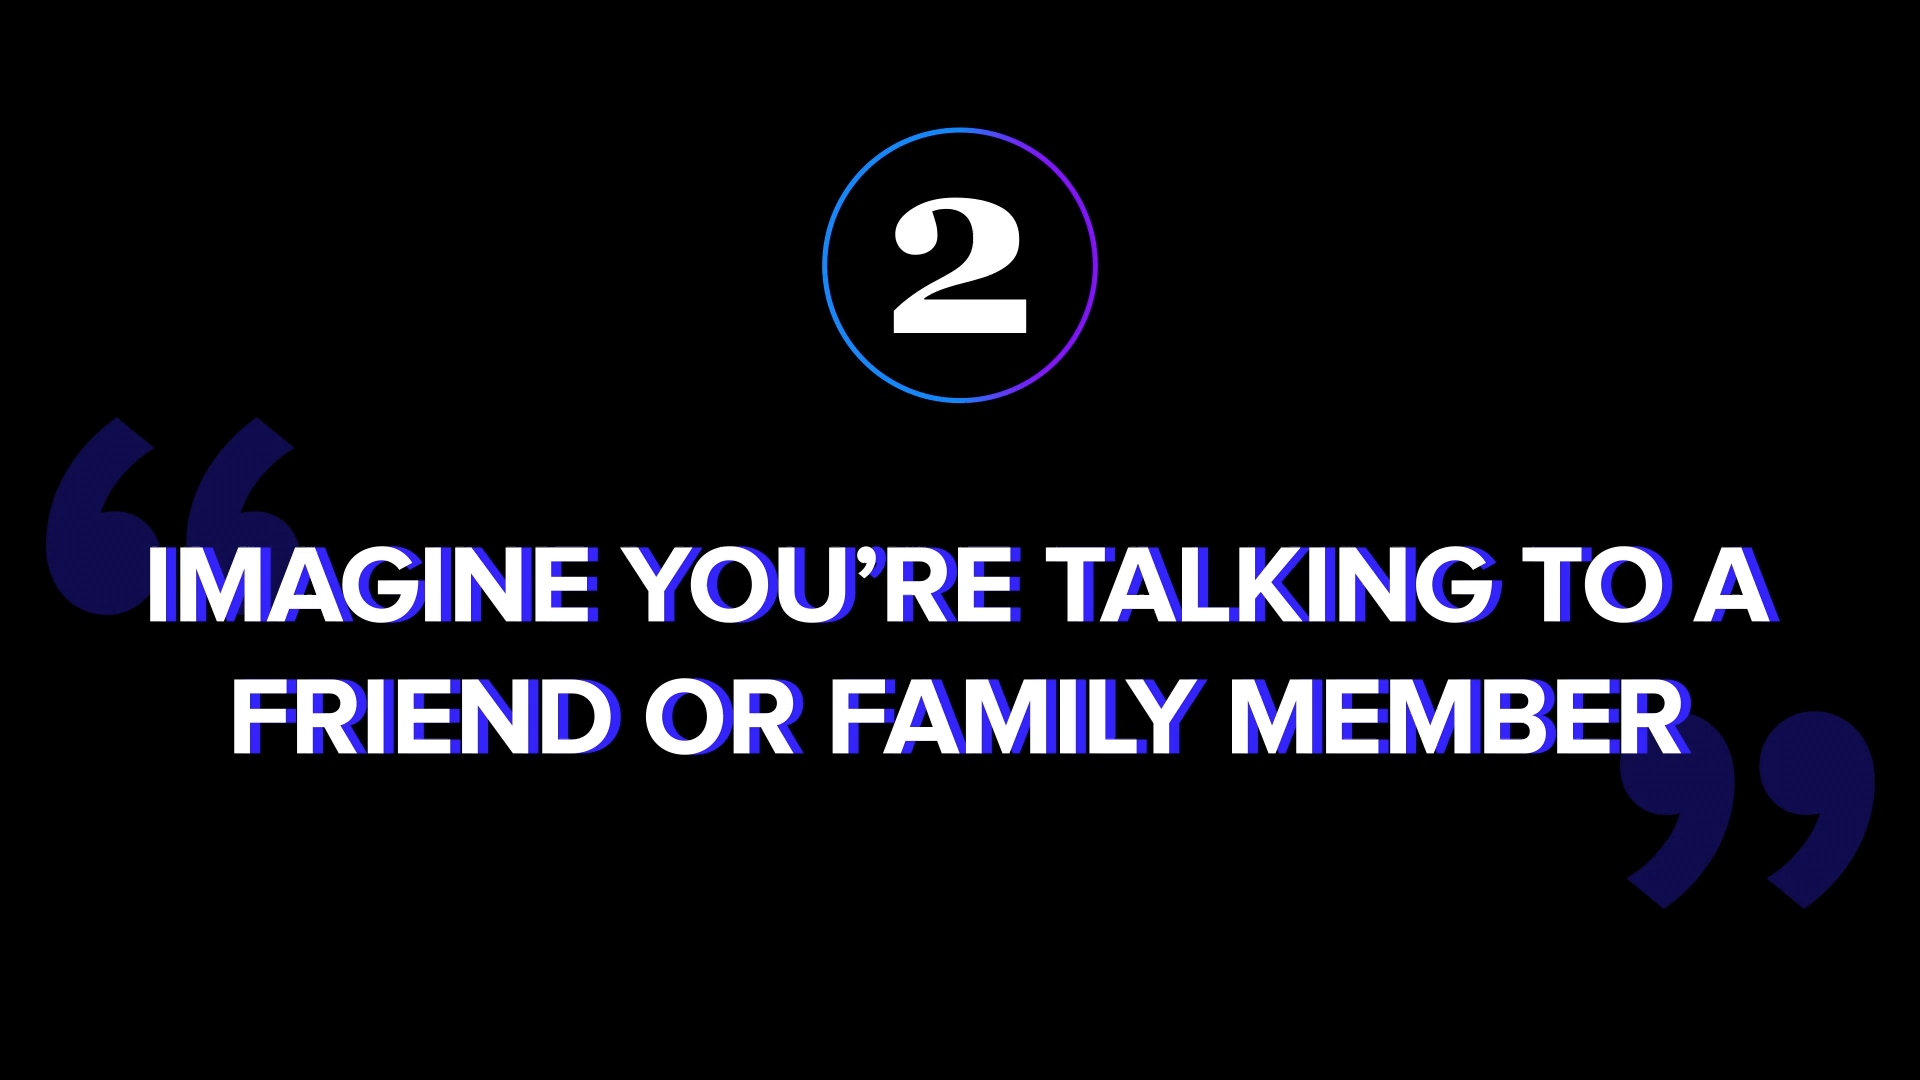 2
“
IMAGINE YOU’RE TALKING TO A
FRIEND OR FAMILY MEMBER
”